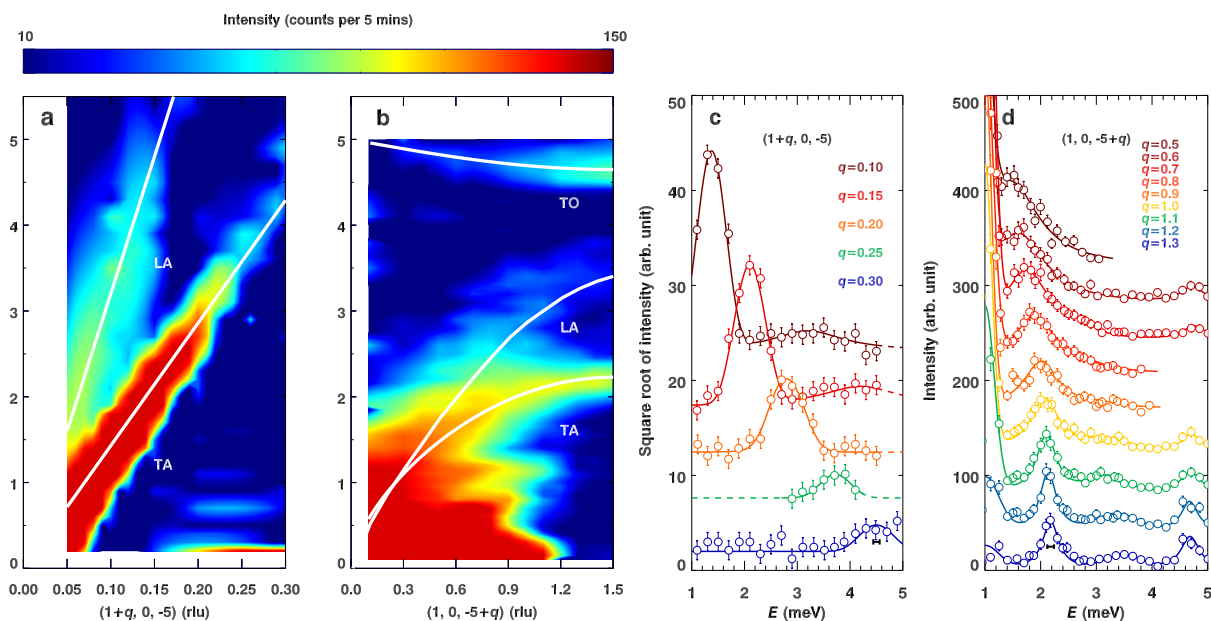 Intensity (counts per 5 mins)
10 150
a
5
4
3
2
1
0
LA
TA
0.00 0.05 0.10 0.15 0.20 0.25 0.30
(1+q, 0, -5) (rlu)
b
5
4
3
2
1
0
TO
LA
TA
0.0 0.3 0.6 0.9 1.2 1.5
(1, 0, -5+q) (rlu)
c
(1+q, 0, -5)
q=0.10
q=0.15
q=0.20
q=0.25
q=0.30
Square root of intensity (arb. unit)
50
40
30
20
10
0
1 2 3 4 5
E (meV)
d
(1, 0, -5+q)
q=0.5
q=0.6
q=0.7
q=0.8
q=0.9
q=1.0
q=1.1
q=1.2
q=1.3
Intensity (arb. unit)
500
400
300
200
100
0
1 2 3 4 5
E (meV)